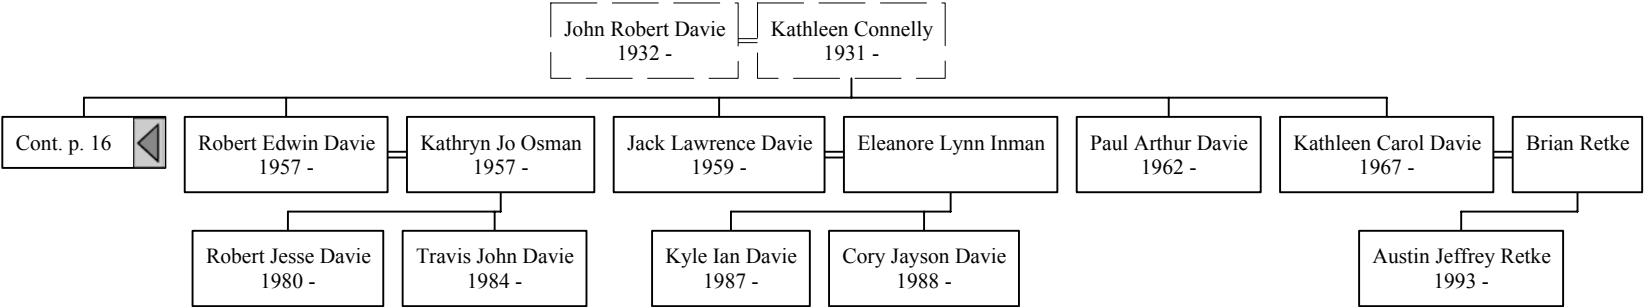 John Robert Davie
1932 -
Kathleen Connelly
1931 -
Cont. p. 16
Robert Edwin Davie
1957 -
Kathryn Jo Osman
1957 -
Jack Lawrence Davie
1959 -
Eleanore Lynn Inman
Paul Arthur Davie
1962 -
Kathleen Carol Davie
1967 -
Brian Retke
Robert Jesse Davie
1980 -
Travis John Davie
1984 -
Kyle Ian Davie
1987 -
Cory Jayson Davie
1988 -
Austin Jeffrey Retke
1993 -